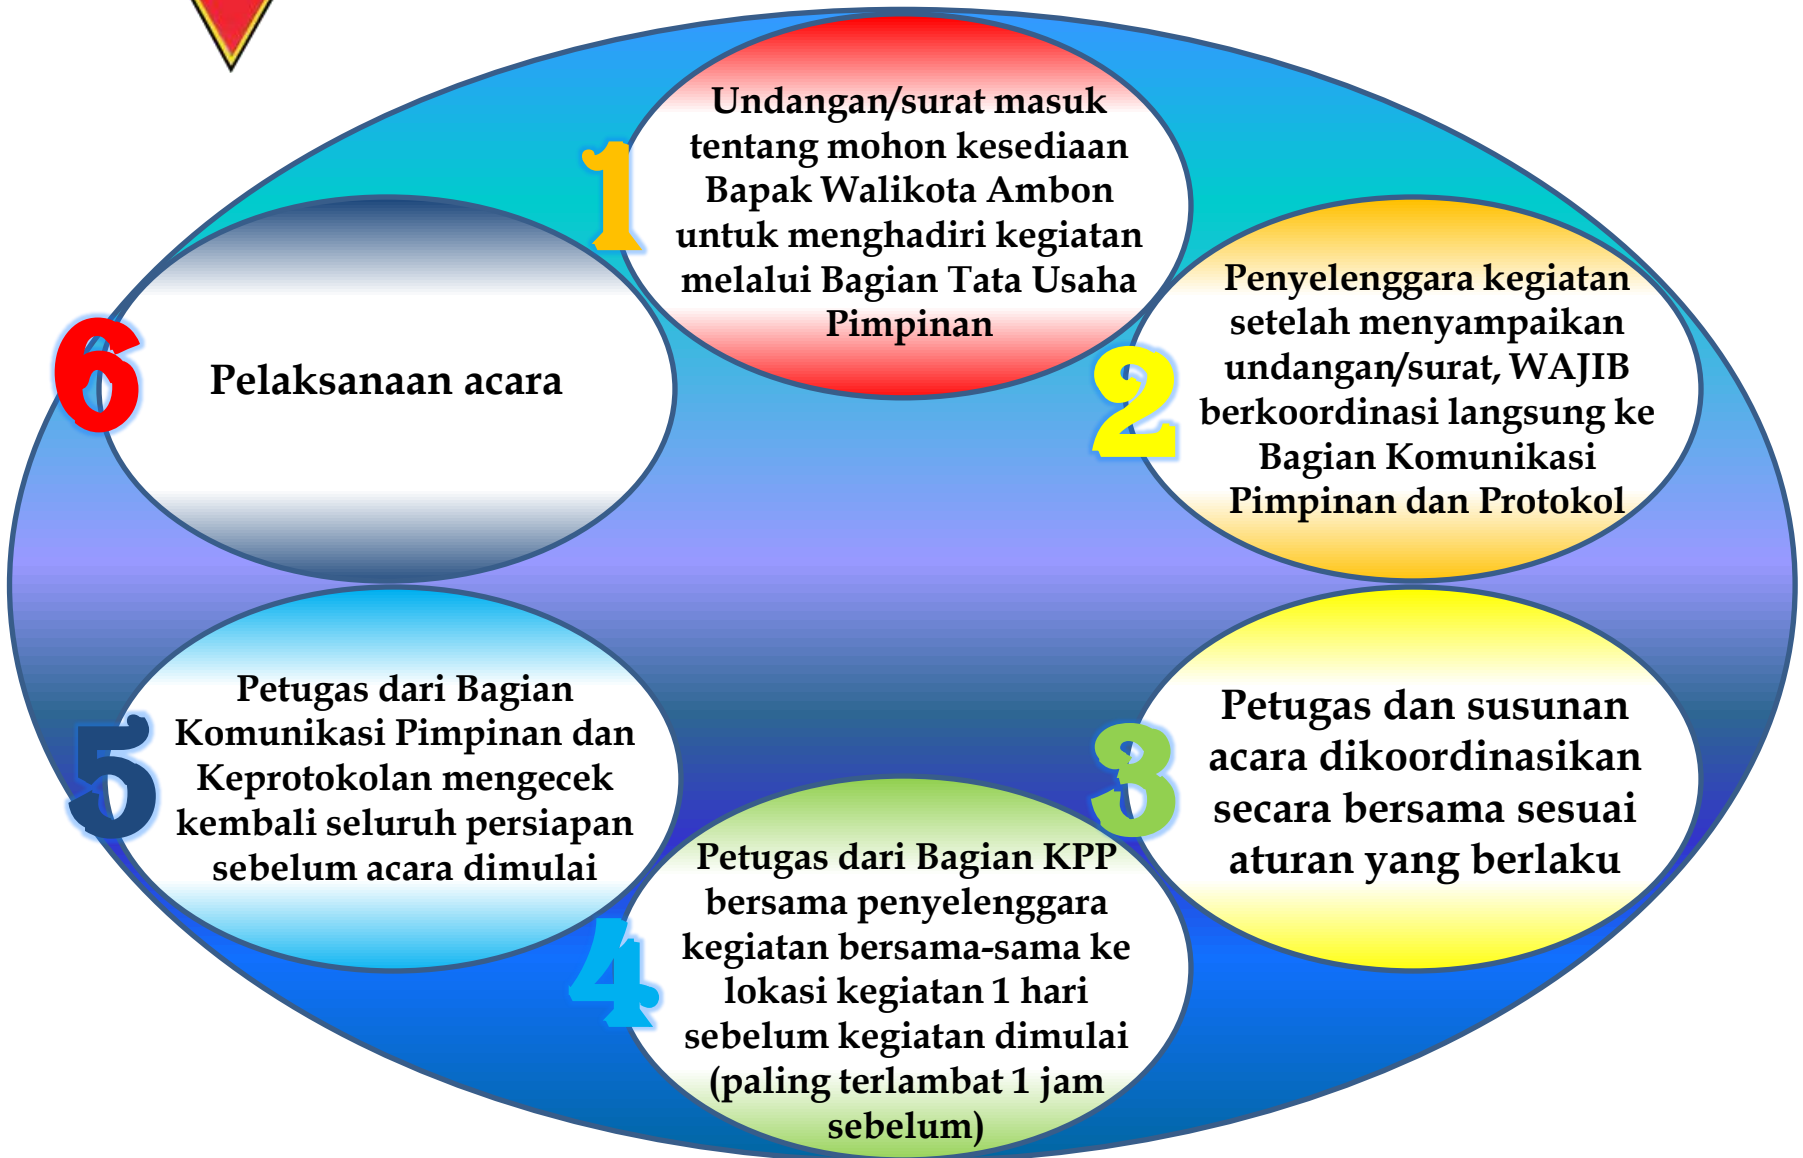 1
Undangan/surat masuk
tentang mohon kesediaan
Bapak Walikota Ambon
untuk menghadiri kegiatan
melalui Bagian Tata Usaha
Pimpinan
2
Penyelenggara kegiatan
setelah menyampaikan
undangan/surat, WAJIB
berkoordinasi langsung ke
Bagian Komunikasi
Pimpinan dan Protokol
3
Petugas dan susunan
acara dikoordinasikan
secara bersama sesuai
aturan yang berlaku
4
Petugas dari Bagian KPP
bersama penyelenggara
kegiatan bersama-sama ke
lokasi kegiatan 1 hari
sebelum kegiatan dimulai
(paling terlambat 1 jam
sebelum)
5
Petugas dari Bagian
Komunikasi Pimpinan dan
Keprotokolan mengecek
kembali seluruh persiapan
sebelum acara dimulai
6
Pelaksanaan acara